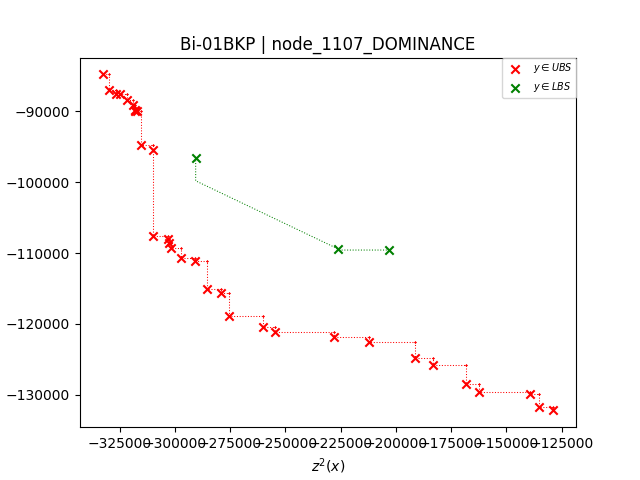 Bi-01BKP | node_1107_DOMINANCE
y ∈ UBS
y ∈ LBS
−90000
−100000
−110000
−120000
−130000
−325000 −300000 −275000 −250000 −225000 −200000 −175000 −150000 −125000
z²(x)